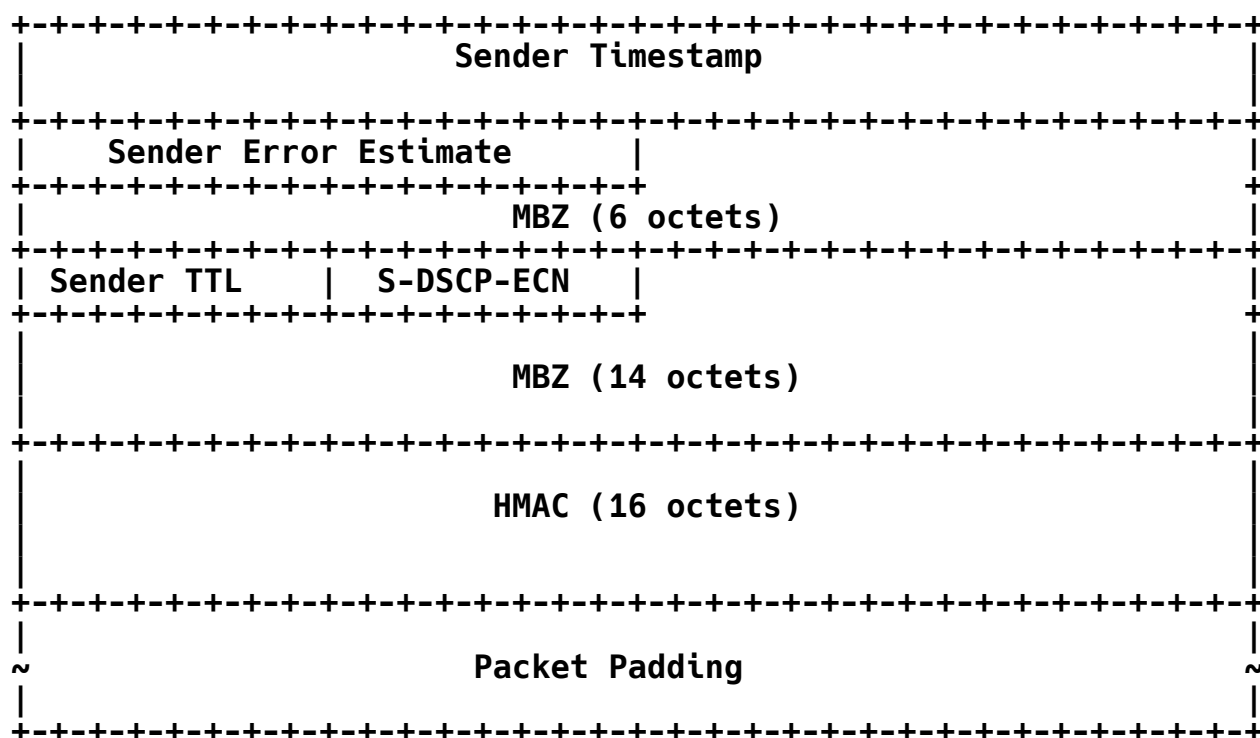 +-+-+-+-+-+-+-+-+-+-+-+-+-+-+-+-+-+-+-+-+-+-+-+-+-+-+-+-+-+-+-+-+
|                      Sender Timestamp                         |
|                                                               |
+-+-+-+-+-+-+-+-+-+-+-+-+-+-+-+-+-+-+-+-+-+-+-+-+-+-+-+-+-+-+-+-+
|    Sender Error Estimate      |                               |
+-+-+-+-+-+-+-+-+-+-+-+-+-+-+-+-+                               +
|                         MBZ (6 octets)                        |
+-+-+-+-+-+-+-+-+-+-+-+-+-+-+-+-+-+-+-+-+-+-+-+-+-+-+-+-+-+-+-+-+
| Sender TTL    |  S-DSCP-ECN   |                               |
+-+-+-+-+-+-+-+-+-+-+-+-+-+-+-+-+                               +
|                                                               |
|                         MBZ (14 octets)                       |
|                                                               |
+-+-+-+-+-+-+-+-+-+-+-+-+-+-+-+-+-+-+-+-+-+-+-+-+-+-+-+-+-+-+-+-+
|                                                               |
|                        HMAC (16 octets)                       |
|                                                               |
|                                                               |
+-+-+-+-+-+-+-+-+-+-+-+-+-+-+-+-+-+-+-+-+-+-+-+-+-+-+-+-+-+-+-+-+
|                                                               |
~                       Packet Padding                          ~
|                                                               |
+-+-+-+-+-+-+-+-+-+-+-+-+-+-+-+-+-+-+-+-+-+-+-+-+-+-+-+-+-+-+-+-+